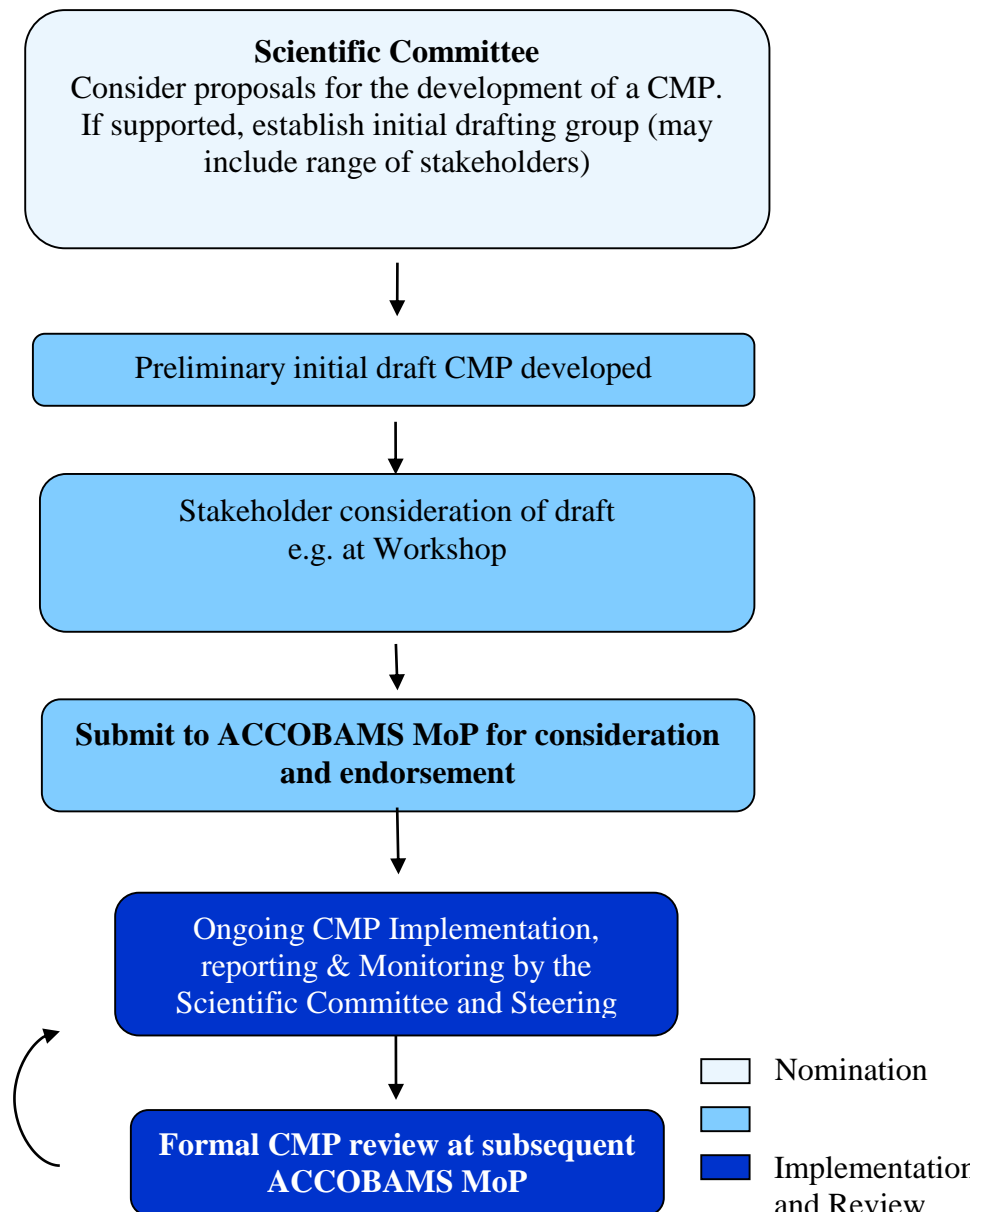 Scientific Committee
Consider proposals for the development of a CMP.
If supported, establish initial drafting group (may
include range of stakeholders)
Preliminary initial draft CMP developed
Stakeholder consideration of draft
e.g. at Workshop
Submit to ACCOBAMS MoP for consideration
and endorsement
Ongoing CMP Implementation,
reporting & Monitoring by the
Scientific Committee and Steering
Formal CMP review at subsequent
ACCOBAMS MoP
Nomination
Implementation
and Review